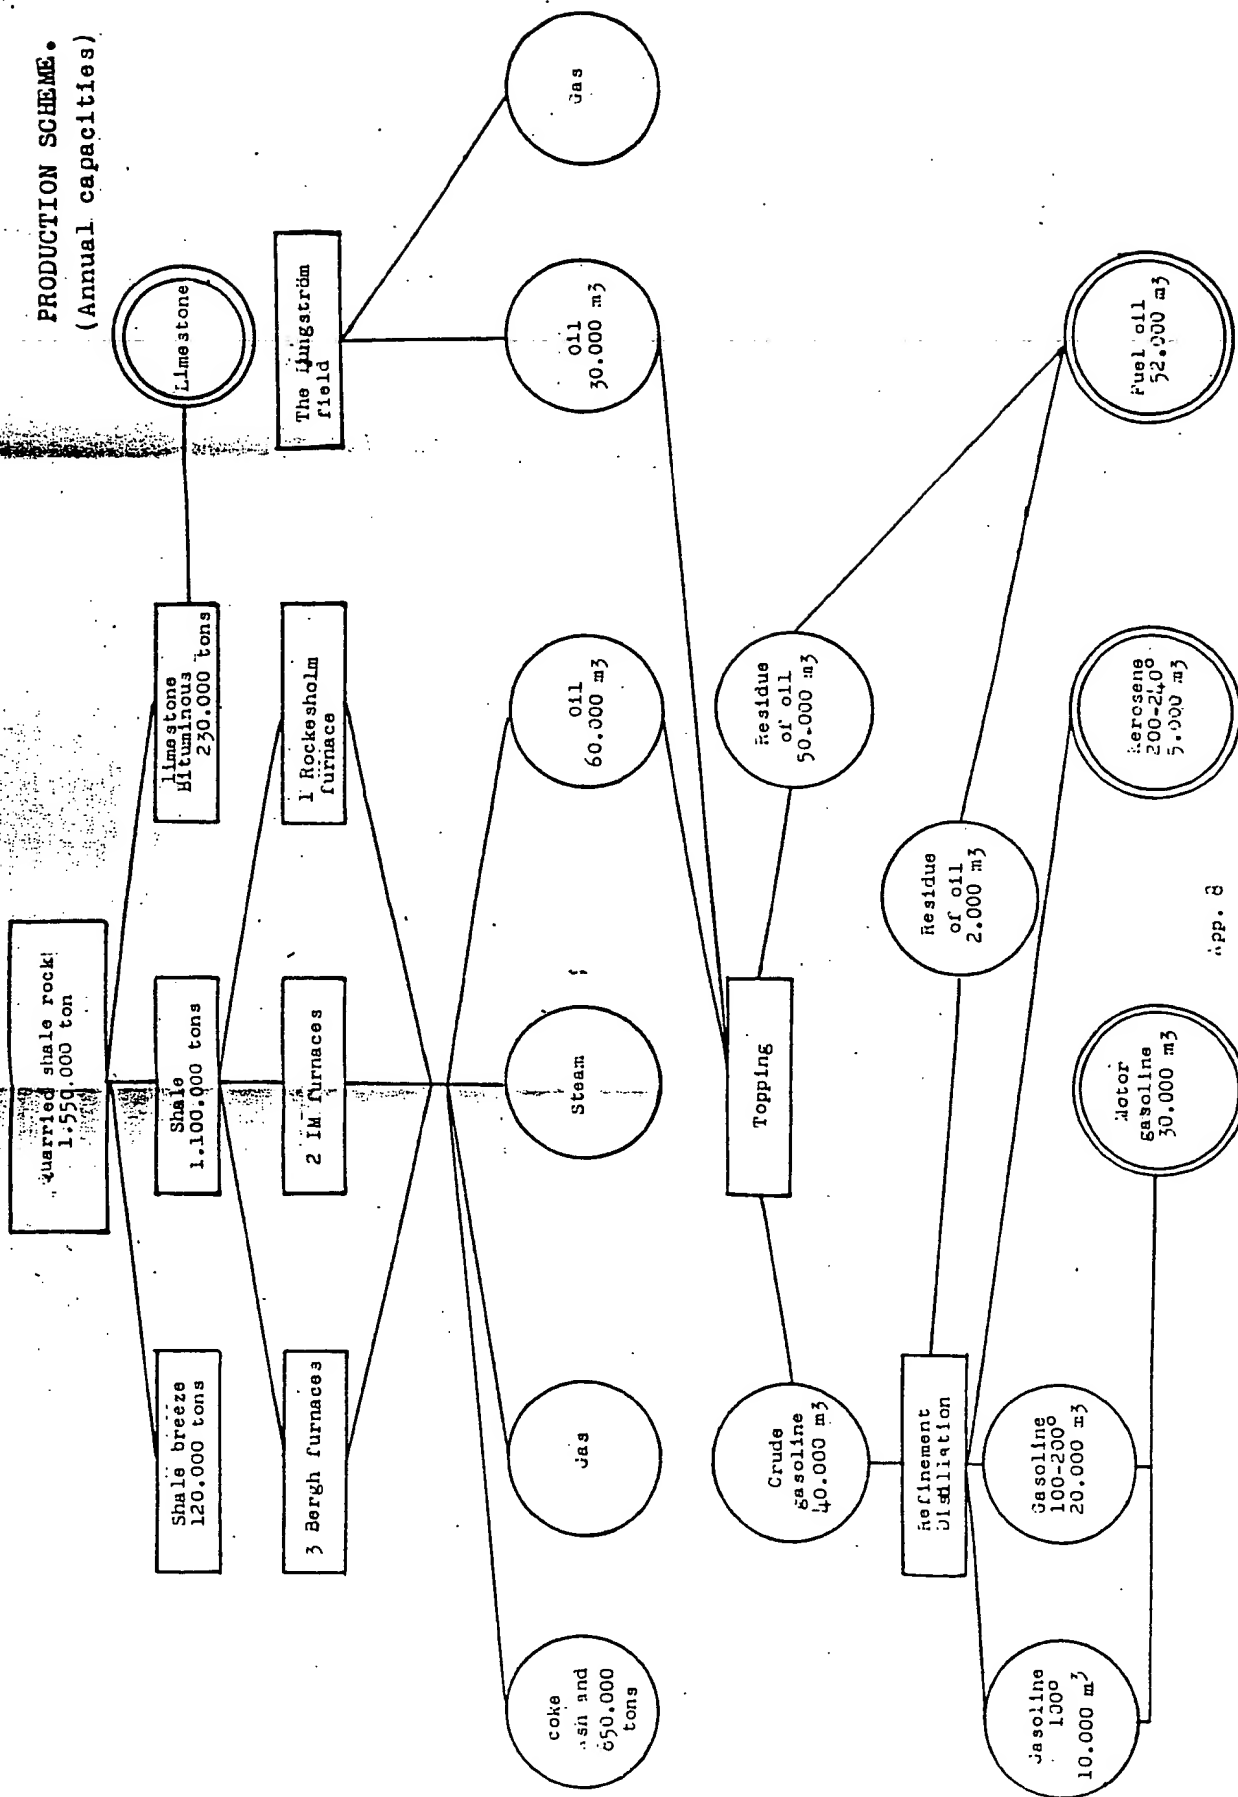 PRODUCTION SCHEME.
(Annual capacities)
Quarried shale rock
1.550.000 ton
Shale breeze
120.000 tons
Shale
1.100.000 tons
limestone
Bituminous
230.000 tons
Limestone
3 Bergh furnaces
2 IM furnaces
1 Rockesholm
furnace
The Ljungström
field
coke
ash and
650.000
tons
Gas
Steam
Oil
60.000 m3
Oil
30.000 m3
Gas
Crude
gasoline
40.000 m3
Topping
Residue
of oil
50.000 m3
Refinement
Distillation
Residue
of oil
2.000 m3
Gasoline
100°
10.000 m3
Gasoline
100-200°
20.000 m3
Motor
gasoline
30.000 m3
Kerosene
200-240°
5.000 m3
Fuel oil
52.000 m3
App. 8